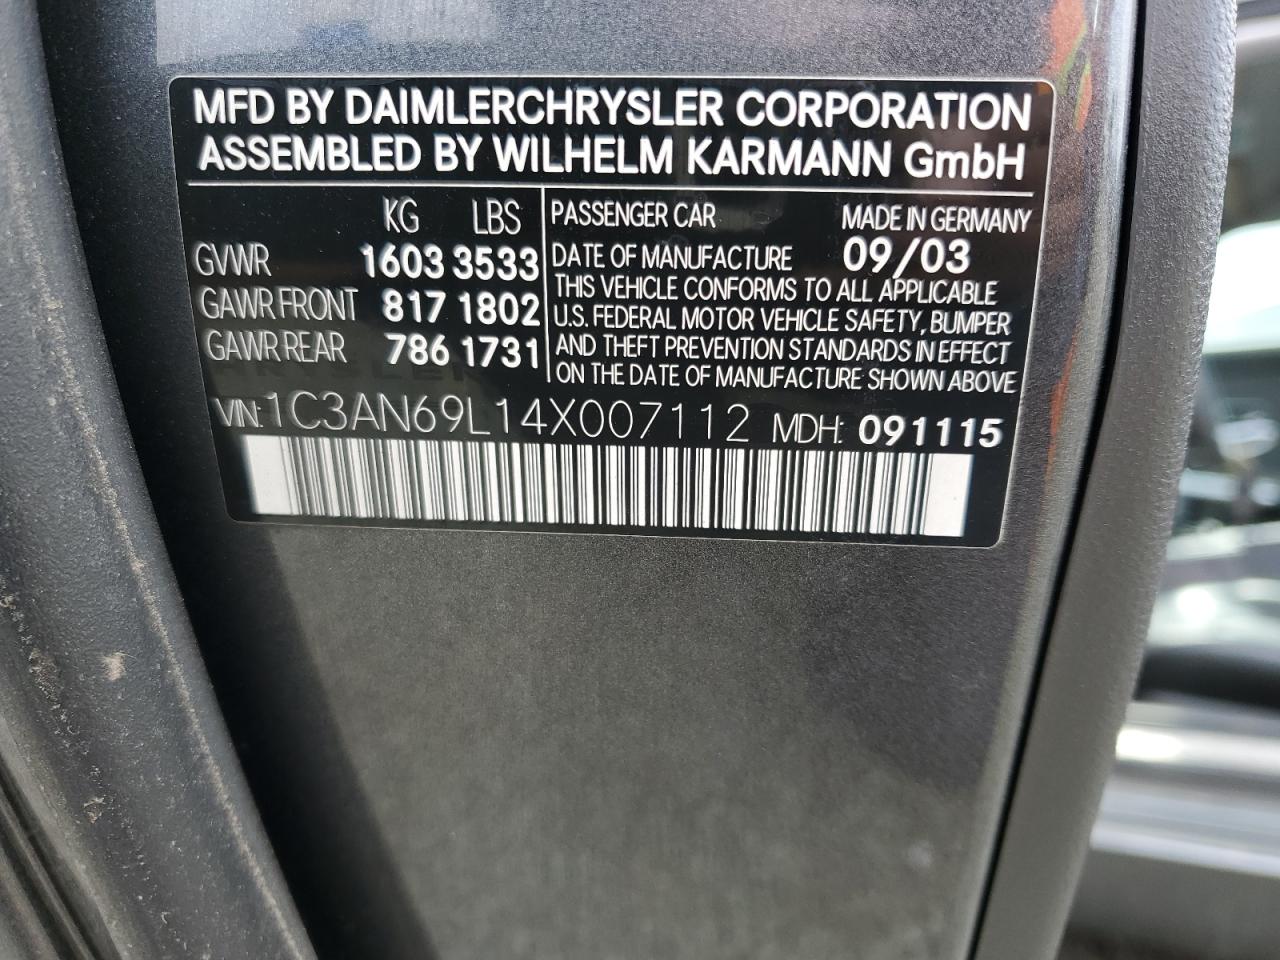 MFD BY DAIMLERCHRYSLER CORPORATION
ASSEMBLED BY WILHELM KARMANN GmbH
KG LBS
GVWR 1603 3533
GAWR FRONT 817 1802
GAWR REAR 786 1731
PASSENGER CAR MADE IN GERMANY
DATE OF MANUFACTURE 09/03
THIS VEHICLE CONFORMS TO ALL APPLICABLE
U.S. FEDERAL MOTOR VEHICLE SAFETY, BUMPER
AND THEFT PREVENTION STANDARDS IN EFFECT
ON THE DATE OF MANUFACTURE SHOWN ABOVE
VIN: 1C3AN69L14X007112 MDH: 091115